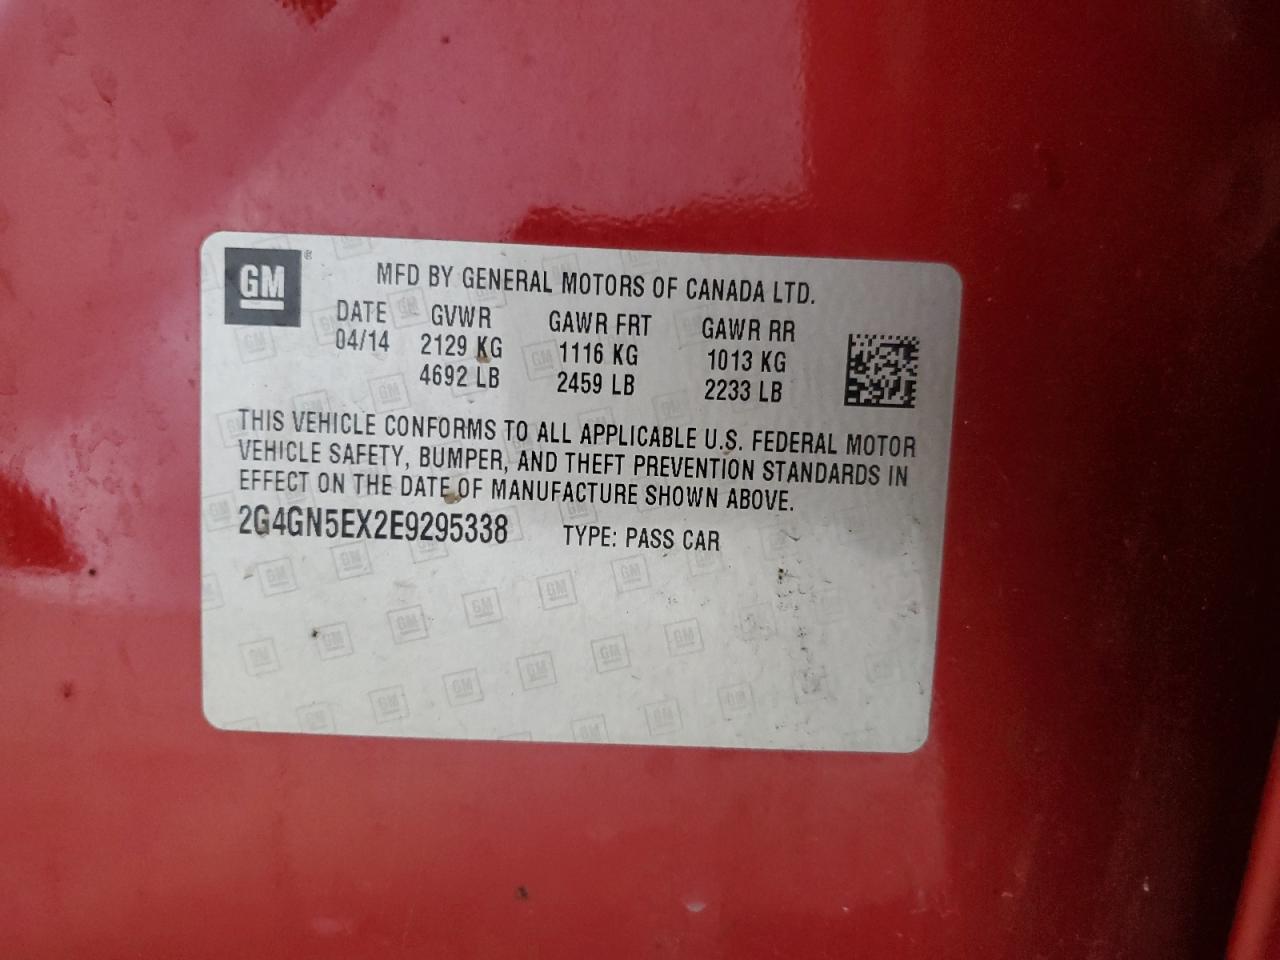 GM ®
MFD BY GENERAL MOTORS OF CANADA LTD.
DATE GVWR GAWR FRT GAWR RR
04/14 2129 KG 1116 KG 1013 KG
4692 LB 2459 LB 2233 LB
THIS VEHICLE CONFORMS TO ALL APPLICABLE U.S. FEDERAL MOTOR
VEHICLE SAFETY, BUMPER, AND THEFT PREVENTION STANDARDS IN
EFFECT ON THE DATE OF MANUFACTURE SHOWN ABOVE.
2G4GN5EX2E9295338 TYPE: PASS CAR